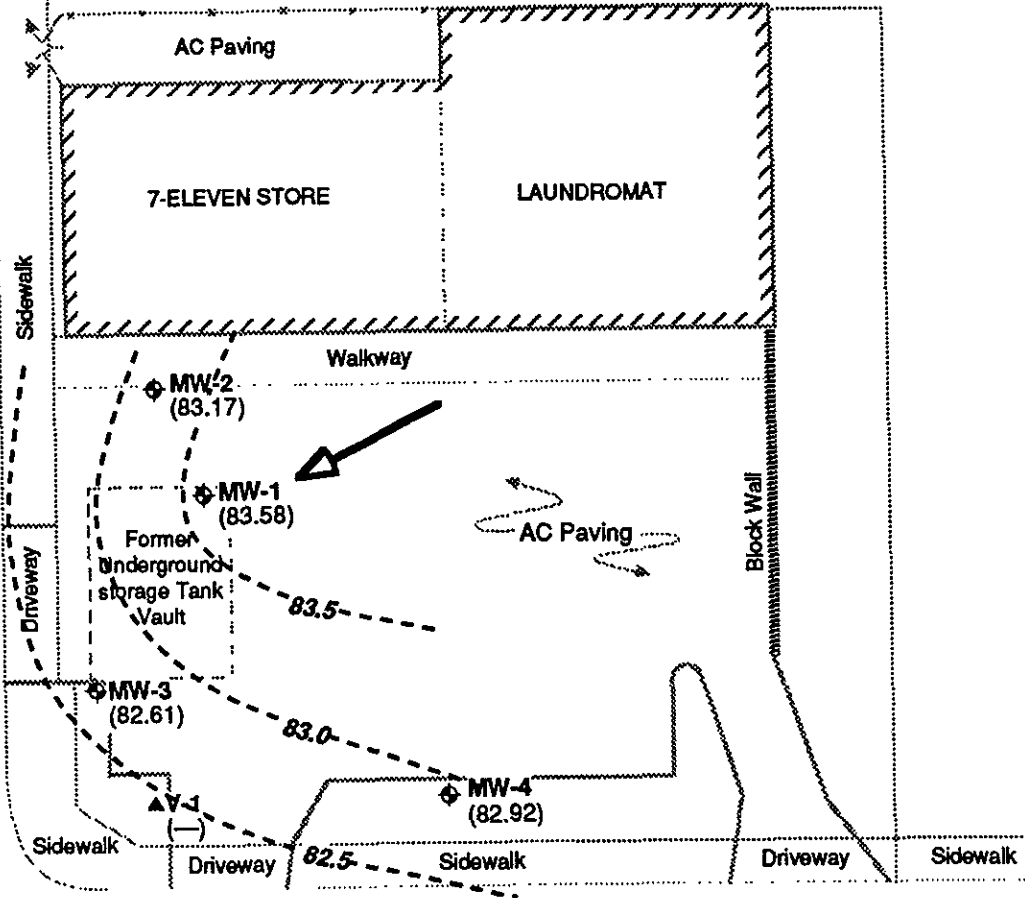 AC Paving
7-ELEVEN STORE
LAUNDROMAT
Sidewalk
Walkway
MW-2
(83.17)
MW-1
(83.58)
AC Paving
Block Wall
Former
Underground
storage Tank
Vault
Driveway
83.5
MW-3
(82.61)
83.0
MW-4
(82.92)
V-1
(—)
Sidewalk
Driveway
82.5
Sidewalk
Driveway
Sidewalk